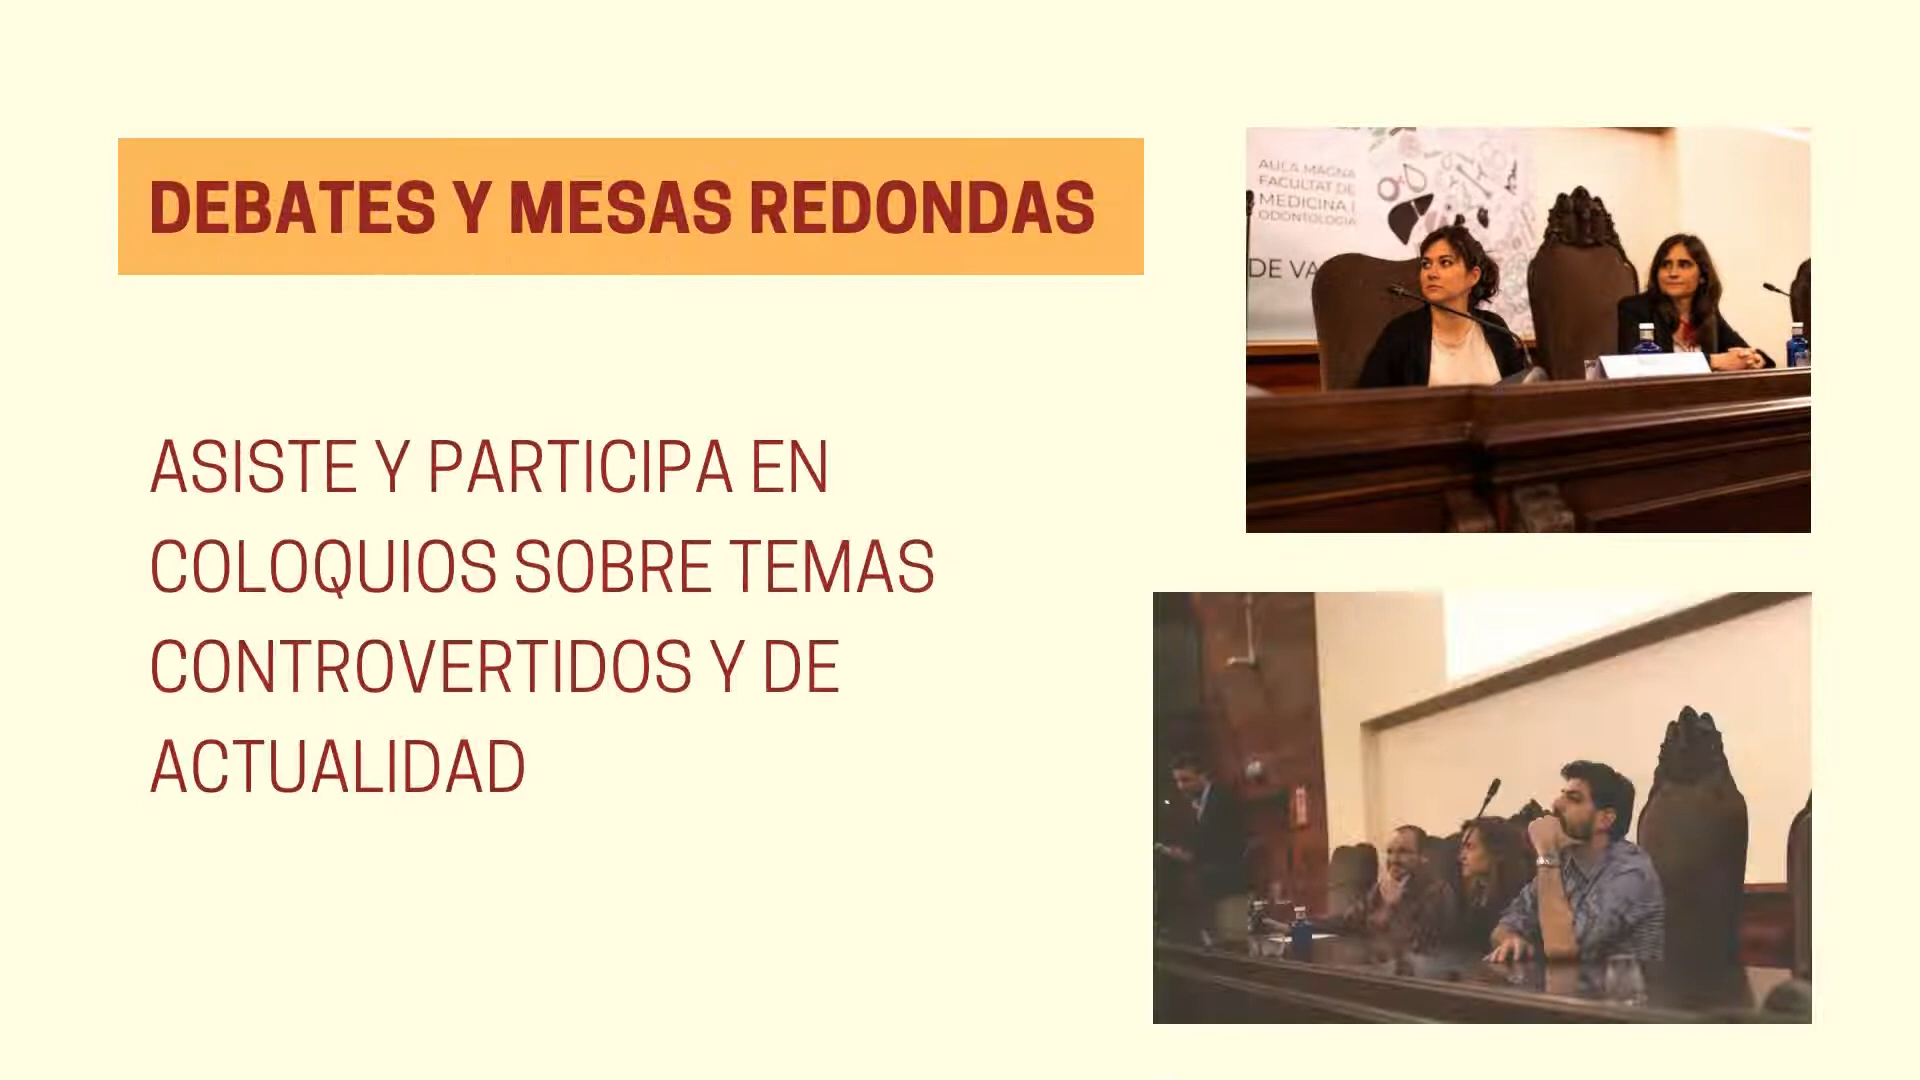 DEBATES Y MESAS REDONDAS
ASISTE Y PARTICIPA EN
COLOQUIOS SOBRE TEMAS
CONTROVERTIDOS Y DE
ACTUALIDAD
AULA MAGNA
FACULTAT DE
MEDICINA I
ODONTOLOGIA
DE VA